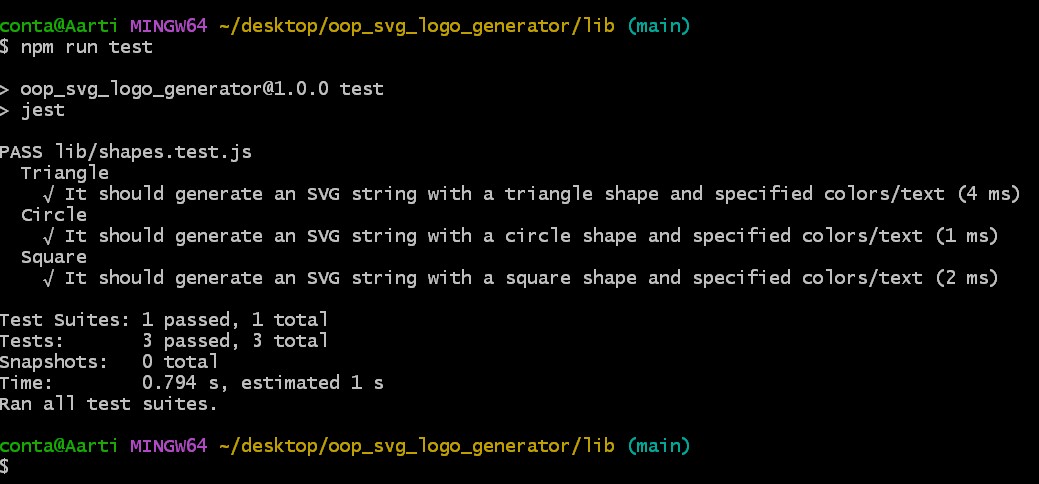 conta@Aarti MINGW64 ~/desktop/oop_svg_logo_generator/lib (main)
$ npm run test
> oop_svg_logo_generator@1.0.0 test
> jest
PASS lib/shapes.test.js
Triangle
√ It should generate an SVG string with a triangle shape and specified colors/text (4 ms)
Circle
√ It should generate an SVG string with a circle shape and specified colors/text (1 ms)
Square
√ It should generate an SVG string with a square shape and specified colors/text (2 ms)
Test Suites: 1 passed, 1 total
Tests:       3 passed, 3 total
Snapshots:   0 total
Time:        0.794 s, estimated 1 s
Ran all test suites.
conta@Aarti MINGW64 ~/desktop/oop_svg_logo_generator/lib (main)
$